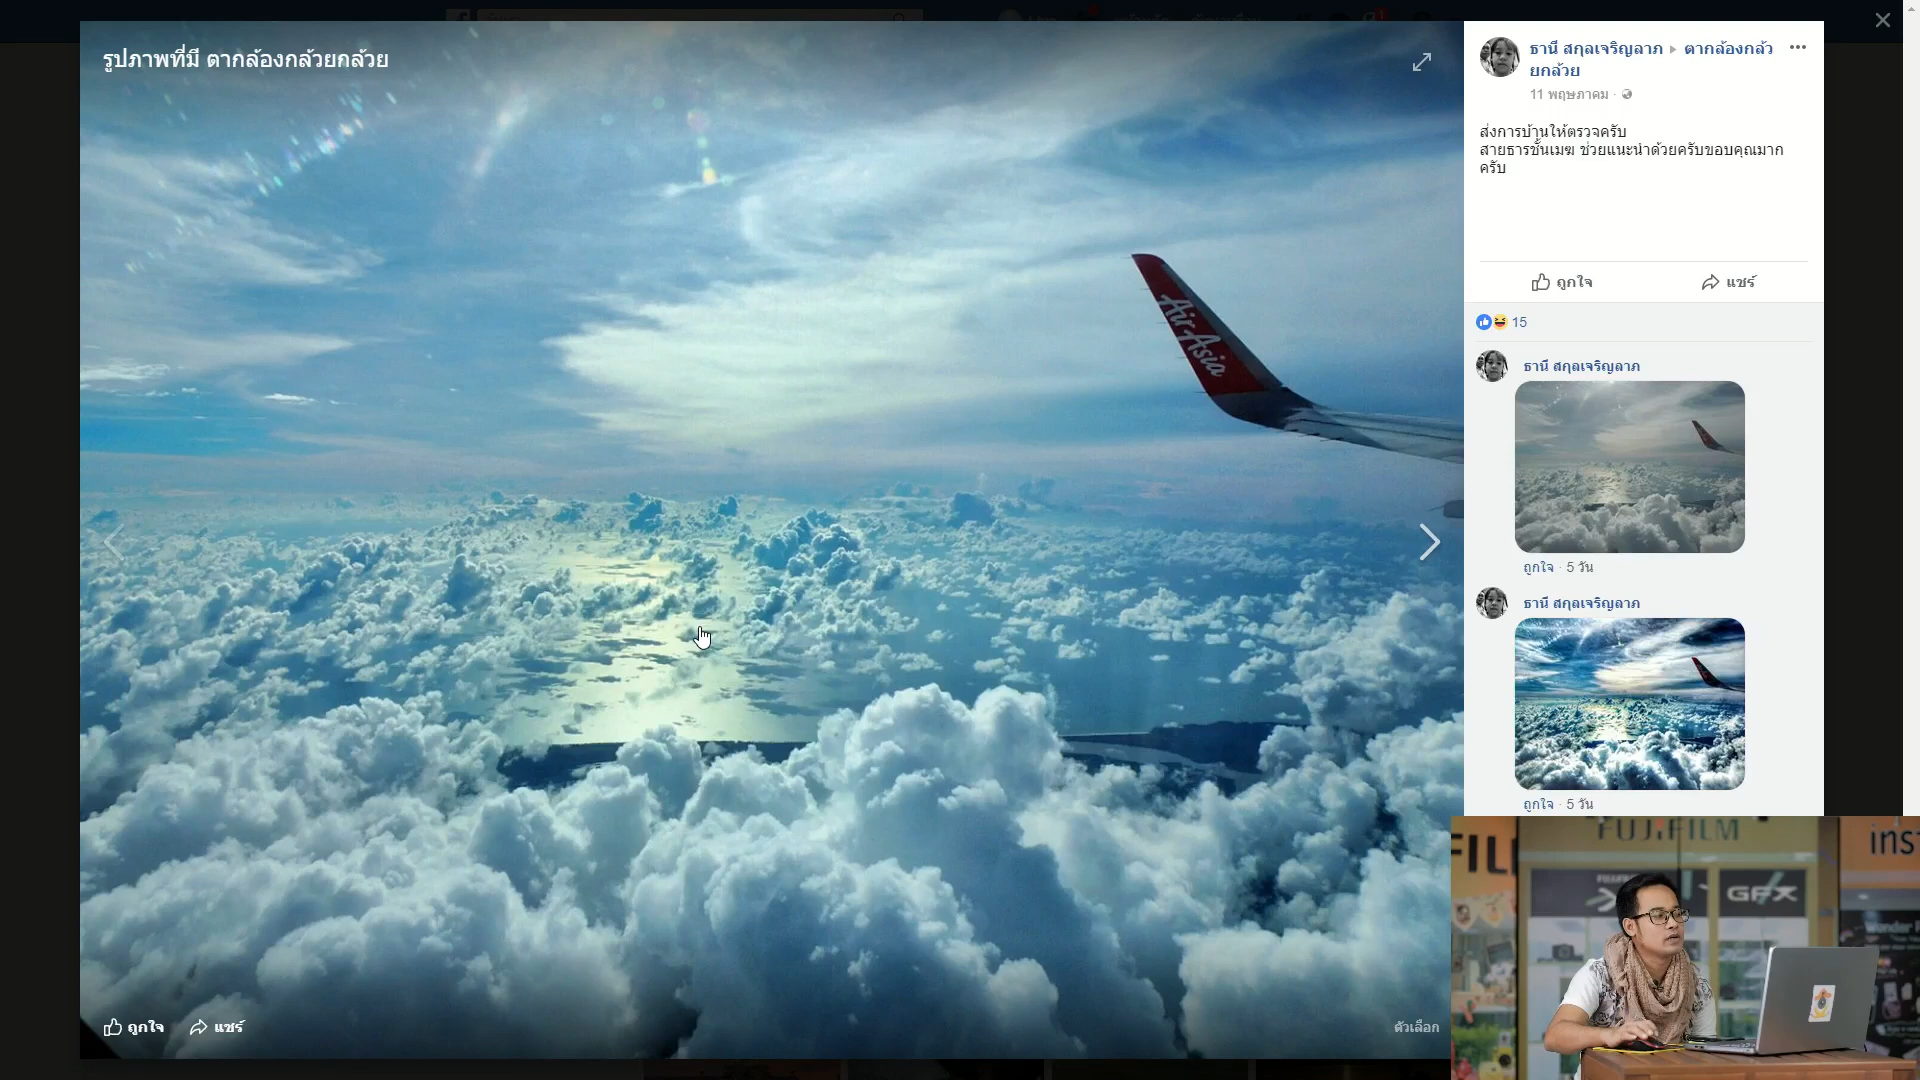 รูปภาพที่มี ตากล้องกล้วยกล้วย
ธานี สกุลเจริญลาภ ▸ ตากล้องกล้ว
ยกล้วย
11 พฤษภาคม ·
ส่งการบ้านให้ตรวจครับ
สายธารชั้นเมฆ ช่วยแนะนำด้วยครับขอบคุณมาก
ครับ
ถูกใจ
แชร์
15
ธานี สกุลเจริญลาภ
ถูกใจ · 5 วัน
ธานี สกุลเจริญลาภ
ถูกใจ · 5 วัน
AirAsia
ถูกใจ
แชร์
ตัวเลือก
FUJIFILM
GFX
ins